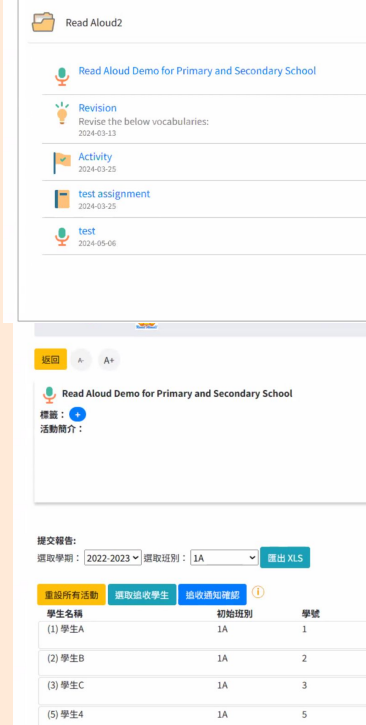 Read Aloud2
Read Aloud Demo for Primary and Secondary School
Revision
Revise the below vocabularies:
2024-03-13
Activity
2024-03-25
test assignment
2024-03-25
test
2024-05-06
返回 A- A+
Read Aloud Demo for Primary and Secondary School
標籤： +
活動簡介：
提交報告:
選取學期： 2022-2023 選取班別： 1A 匯出 XLS
重設所有活動 選取追收學生 追收通知確認 i
學生名稱 初始班別 學號
(1) 學生A 1A 1
(2) 學生B 1A 2
(3) 學生C 1A 3
(5) 學生4 1A 5